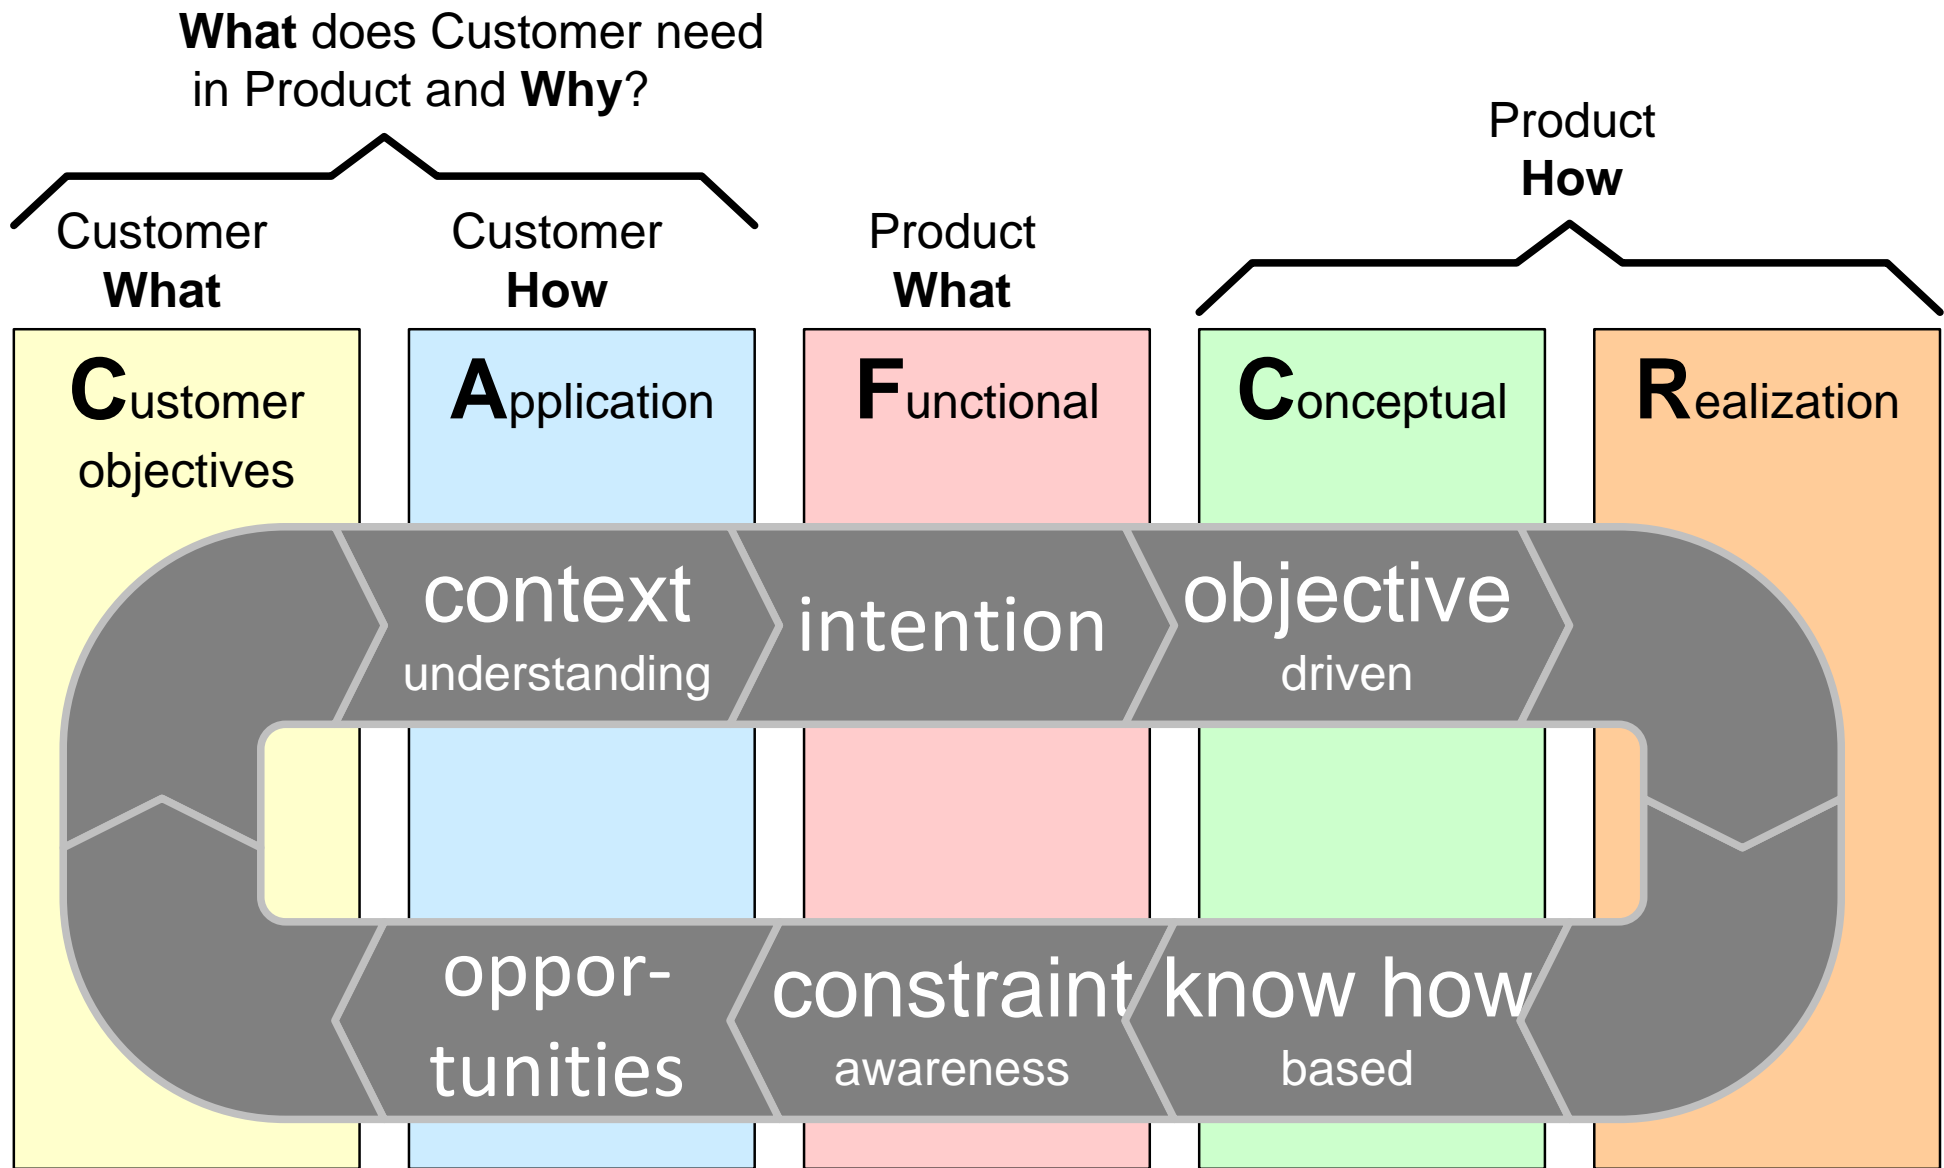 What does Customer need
in Product and Why?
Product
How
Customer
What
Customer
How
Product
What
Customer
objectives
Application
Functional
Conceptual
Realization
context
understanding
intention
objective
driven
oppor-
tunities
constraint
awareness
know how
based